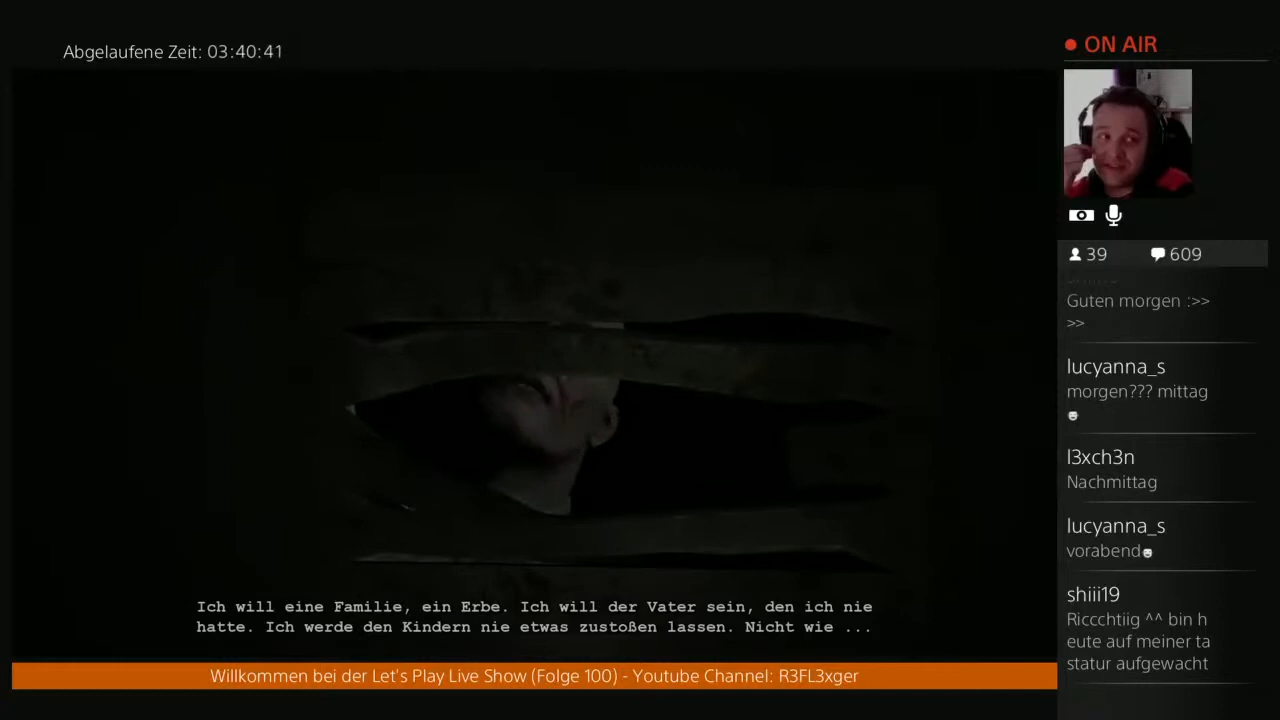 Abgelaufene Zeit: 03:40:41
ON AIR
39 609
Guten morgen :>>
>>
lucyanna_s
morgen??? mittag
l3xch3n
Nachmittag
lucyanna_s
vorabend
shiii19
Riccchtiig ^^ bin h
eute auf meiner ta
statur aufgewacht
Ich will eine Familie, ein Erbe. Ich will der Vater sein, den ich nie
hatte. Ich werde den Kindern nie etwas zustoßen lassen. Nicht wie ...
Willkommen bei der Let's Play Live Show (Folge 100) - Youtube Channel: R3FL3xger